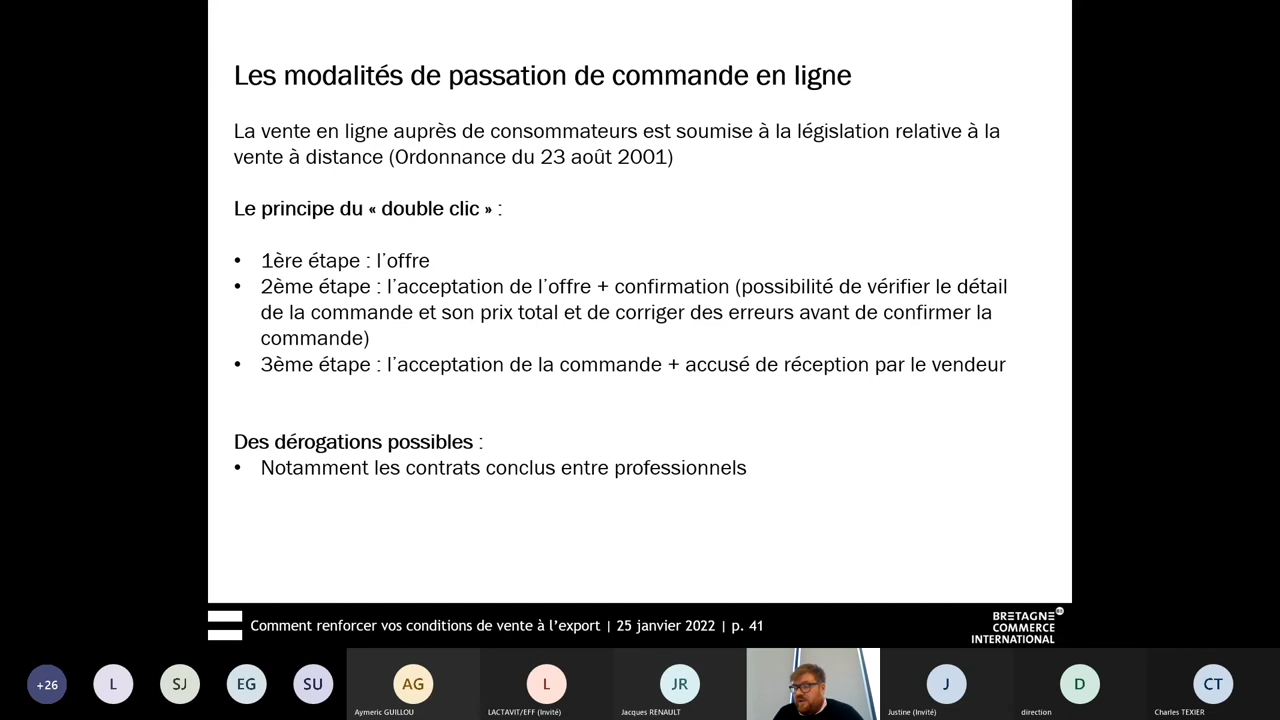 Les modalités de passation de commande en ligne
La vente en ligne auprès de consommateurs est soumise à la législation relative à la
vente à distance (Ordonnance du 23 août 2001)
Le principe du « double clic » :
• 1ère étape : l’offre
• 2ème étape : l’acceptation de l’offre + confirmation (possibilité de vérifier le détail
de la commande et son prix total et de corriger des erreurs avant de confirmer la
commande)
• 3ème étape : l’acceptation de la commande + accusé de réception par le vendeur
Des dérogations possibles :
• Notamment les contrats conclus entre professionnels
Comment renforcer vos conditions de vente à l’export | 25 janvier 2022 | p. 41
BRETAGNE
COMMERCE
INTERNATIONAL
+26 L SJ EG SU AG L JR J D CT
Aymeric GUILLOU LACTAVIT/EFF (Invité) Jacques RENAULT Justine (Invité) direction Charles TEXIER